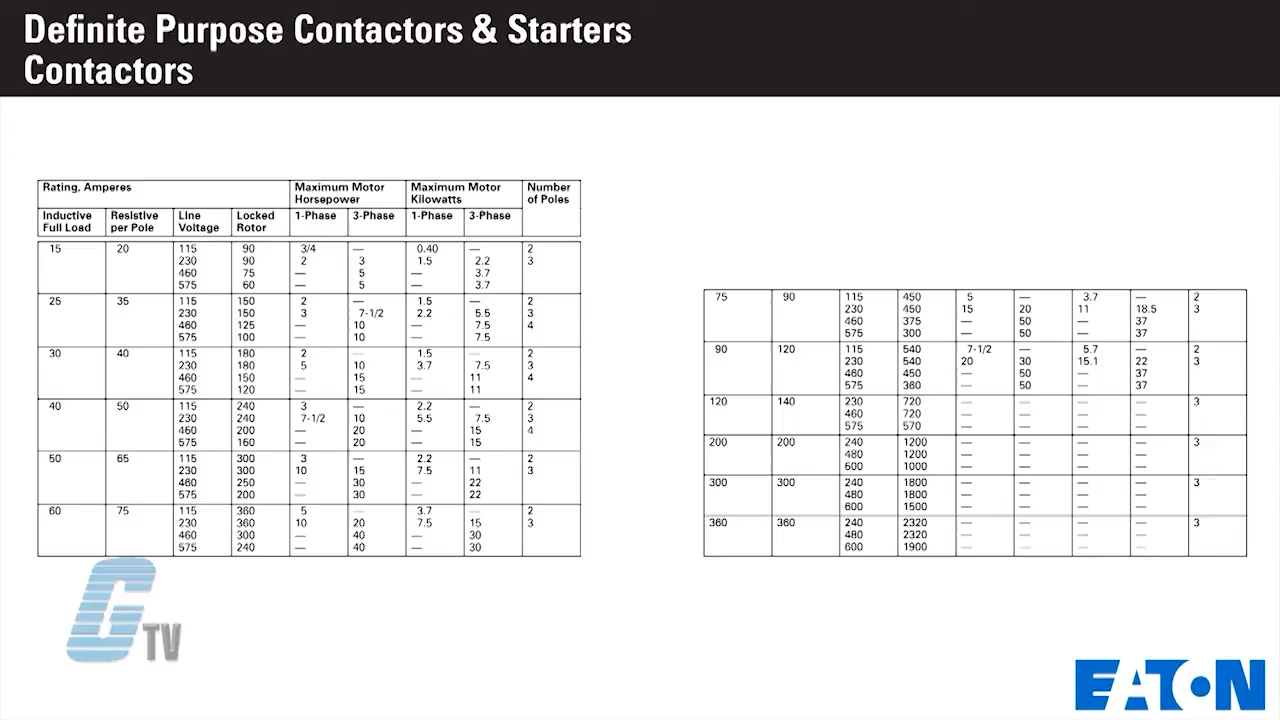 Definite Purpose Contactors & Starters
Contactors
Rating, Amperes Maximum Motor Horsepower Maximum Motor Kilowatts Number of Poles
Inductive Full Load Resistive per Pole Line Voltage Locked Rotor 1-Phase 3-Phase 1-Phase 3-Phase
15 20 115 90 3/4 — 0.40 — 2
230 90 2 3 1.5 2.2 3
460 75 — 5 — 3.7
575 60 — 5 — 3.7
25 35 115 150 2 — 1.5 — 2
230 150 3 7-1/2 2.2 5.5 3
460 125 — 10 — 7.5 4
575 100 — 10 — 7.5
30 40 115 180 2 — 1.5 — 2
230 180 5 10 3.7 7.5 3
460 150 — 15 — 11 4
575 120 — 15 — 11
40 50 115 240 3 — 2.2 — 2
230 240 7-1/2 10 5.5 7.5 3
460 200 — 20 — 15 4
575 160 — 20 — 15
50 65 115 300 3 — 2.2 — 2
230 300 10 15 7.5 11 3
460 250 — 30 — 22
575 200 — 30 — 22
60 75 115 360 5 — 3.7 — 2
230 360 10 20 7.5 15 3
460 300 — 40 — 30
575 240 — 40 — 30
75 90 115 450 5 — 3.7 — 2
230 450 15 20 11 18.5 3
460 375 — 50 — 37
575 300 — 50 — 37
90 120 115 540 7-1/2 — 5.7 — 2
230 540 20 30 15.1 22 3
460 450 — 50 — 37
575 360 — 50 — 37
120 140 230 720 — — — — 3
460 720 — — — —
575 570 — — — —
200 200 240 1200 — — — — 3
480 1200 — — — —
600 1000 — — — —
300 300 240 1800 — — — — 3
480 1800 — — — —
600 1500 — — — —
360 360 240 2320 — — — — 3
480 2320 — — — —
600 1900 — — — —
G TV
EATON